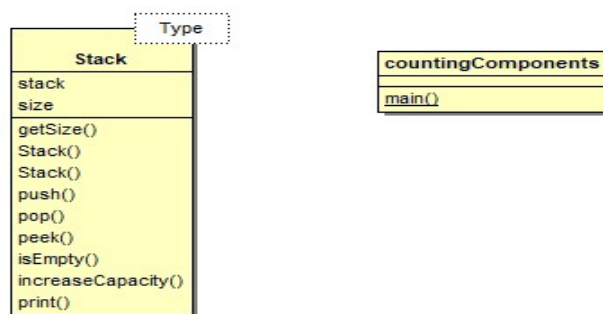 Type
Stack
stack
size
getSize()
Stack()
Stack()
push()
pop()
peek()
isEmpty()
increaseCapacity()
print()
countingComponents
main()